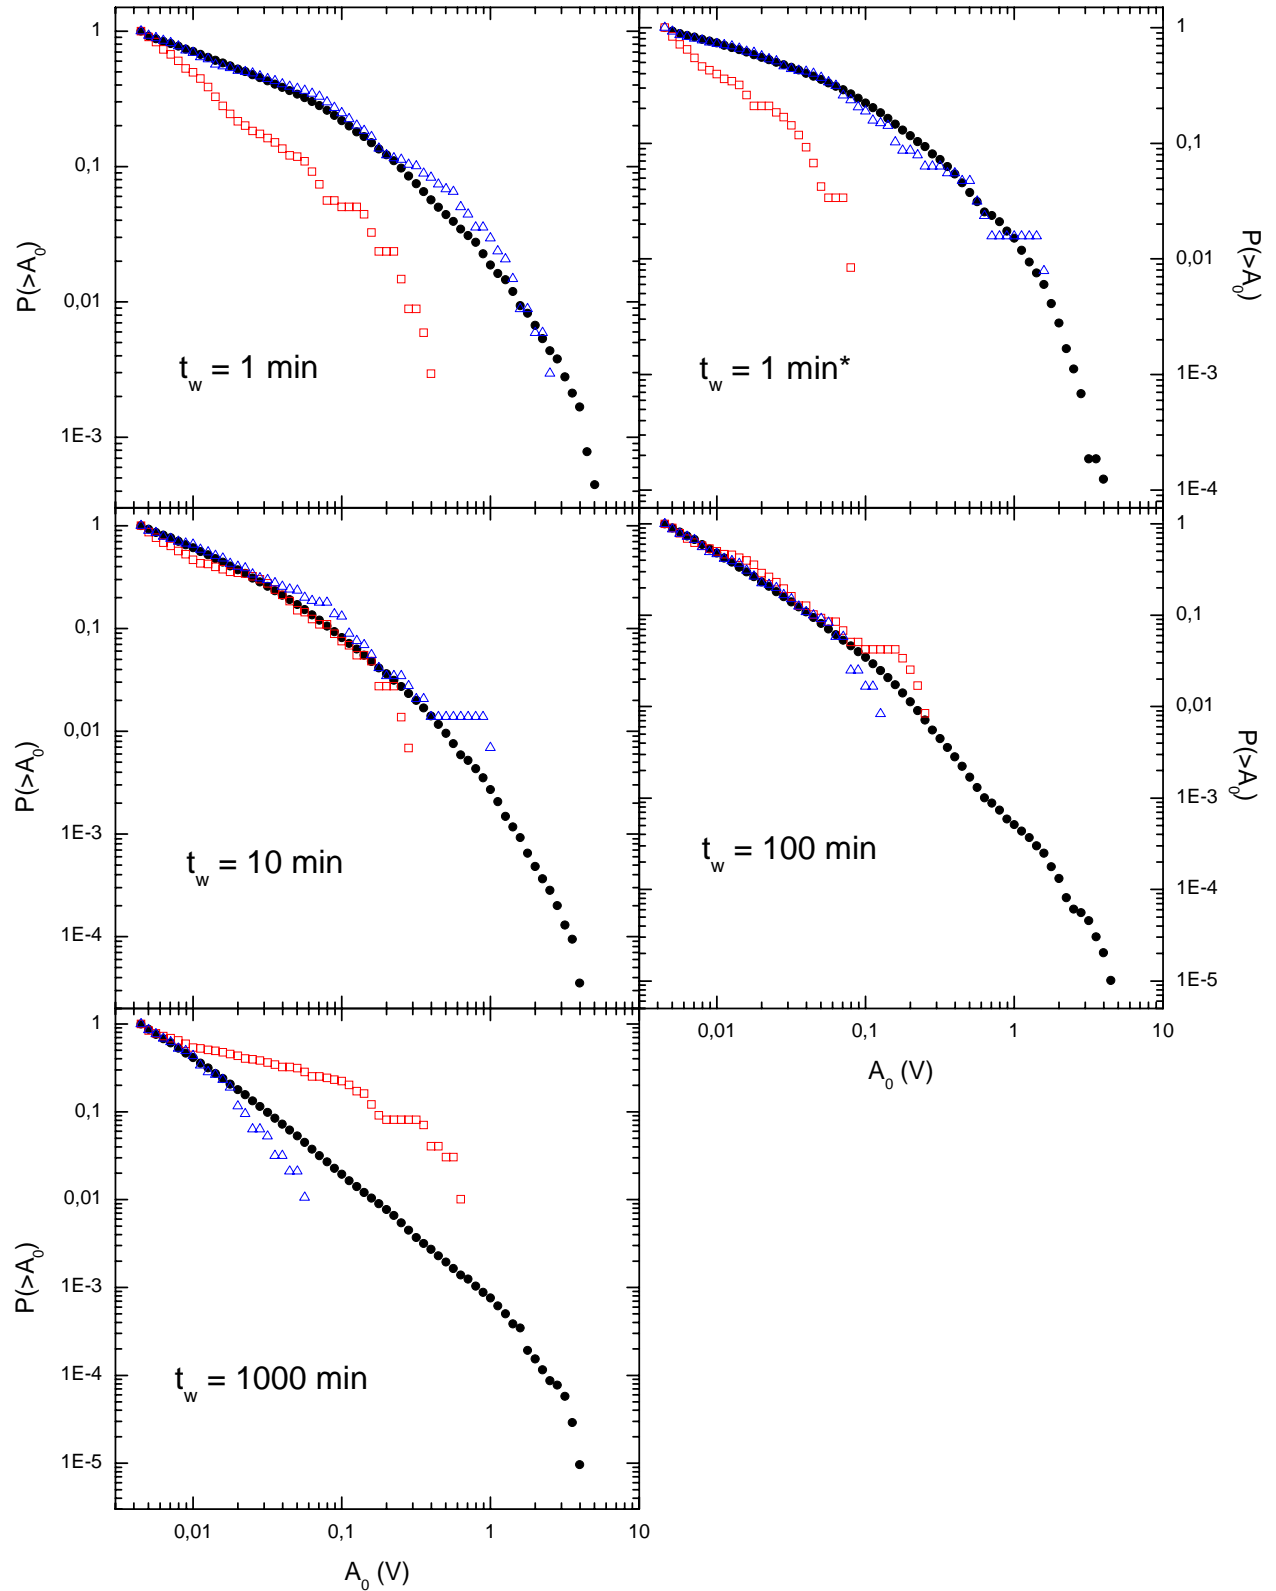 1
0,1
0,01
1E-3
P(>A0)
tw = 1 min
1
0,1
0,01
1E-3
1E-4
P(>A0)
tw = 1 min*
1
0,1
0,01
1E-3
1E-4
P(>A0)
tw = 10 min
1
0,1
0,01
1E-3
1E-4
1E-5
P(>A0)
tw = 100 min
0,01 0,1 1 10
A0 (V)
1
0,1
0,01
1E-3
1E-4
1E-5
P(>A0)
tw = 1000 min
0,01 0,1 1 10
A0 (V)